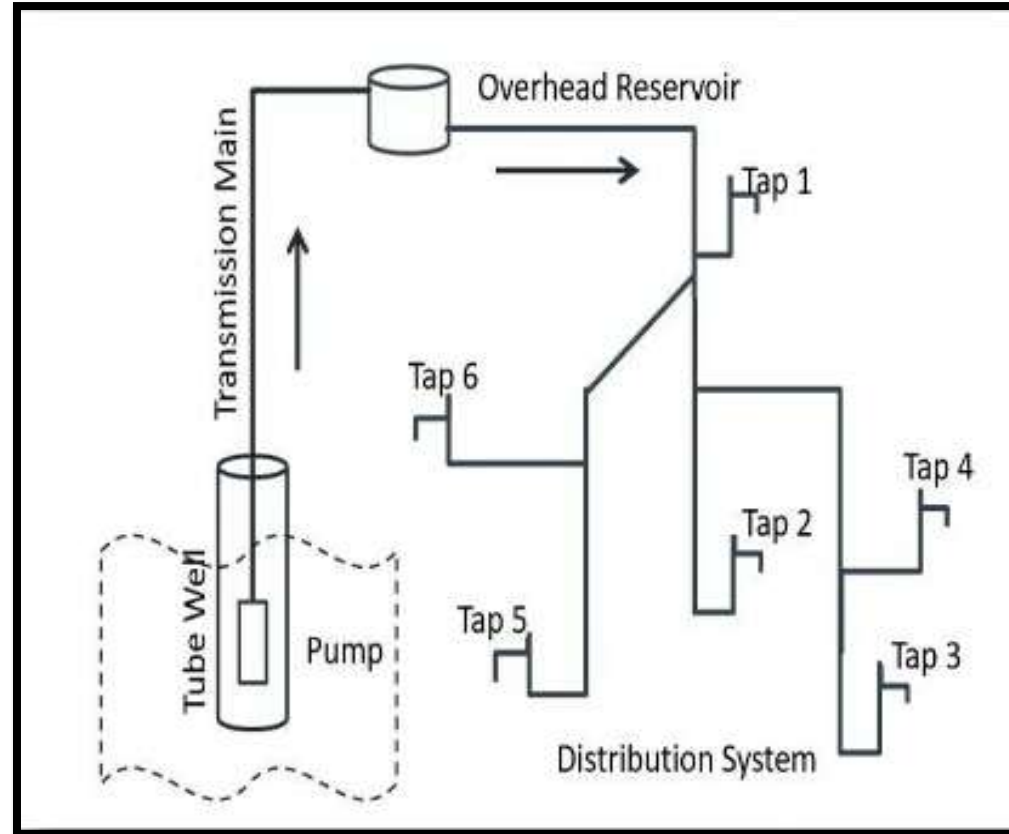 Overhead Reservoir
Transmission Main
Tap 1
Tap 6
Tap 4
Tap 2
Tube Well
Pump
Tap 5
Tap 3
Distribution System